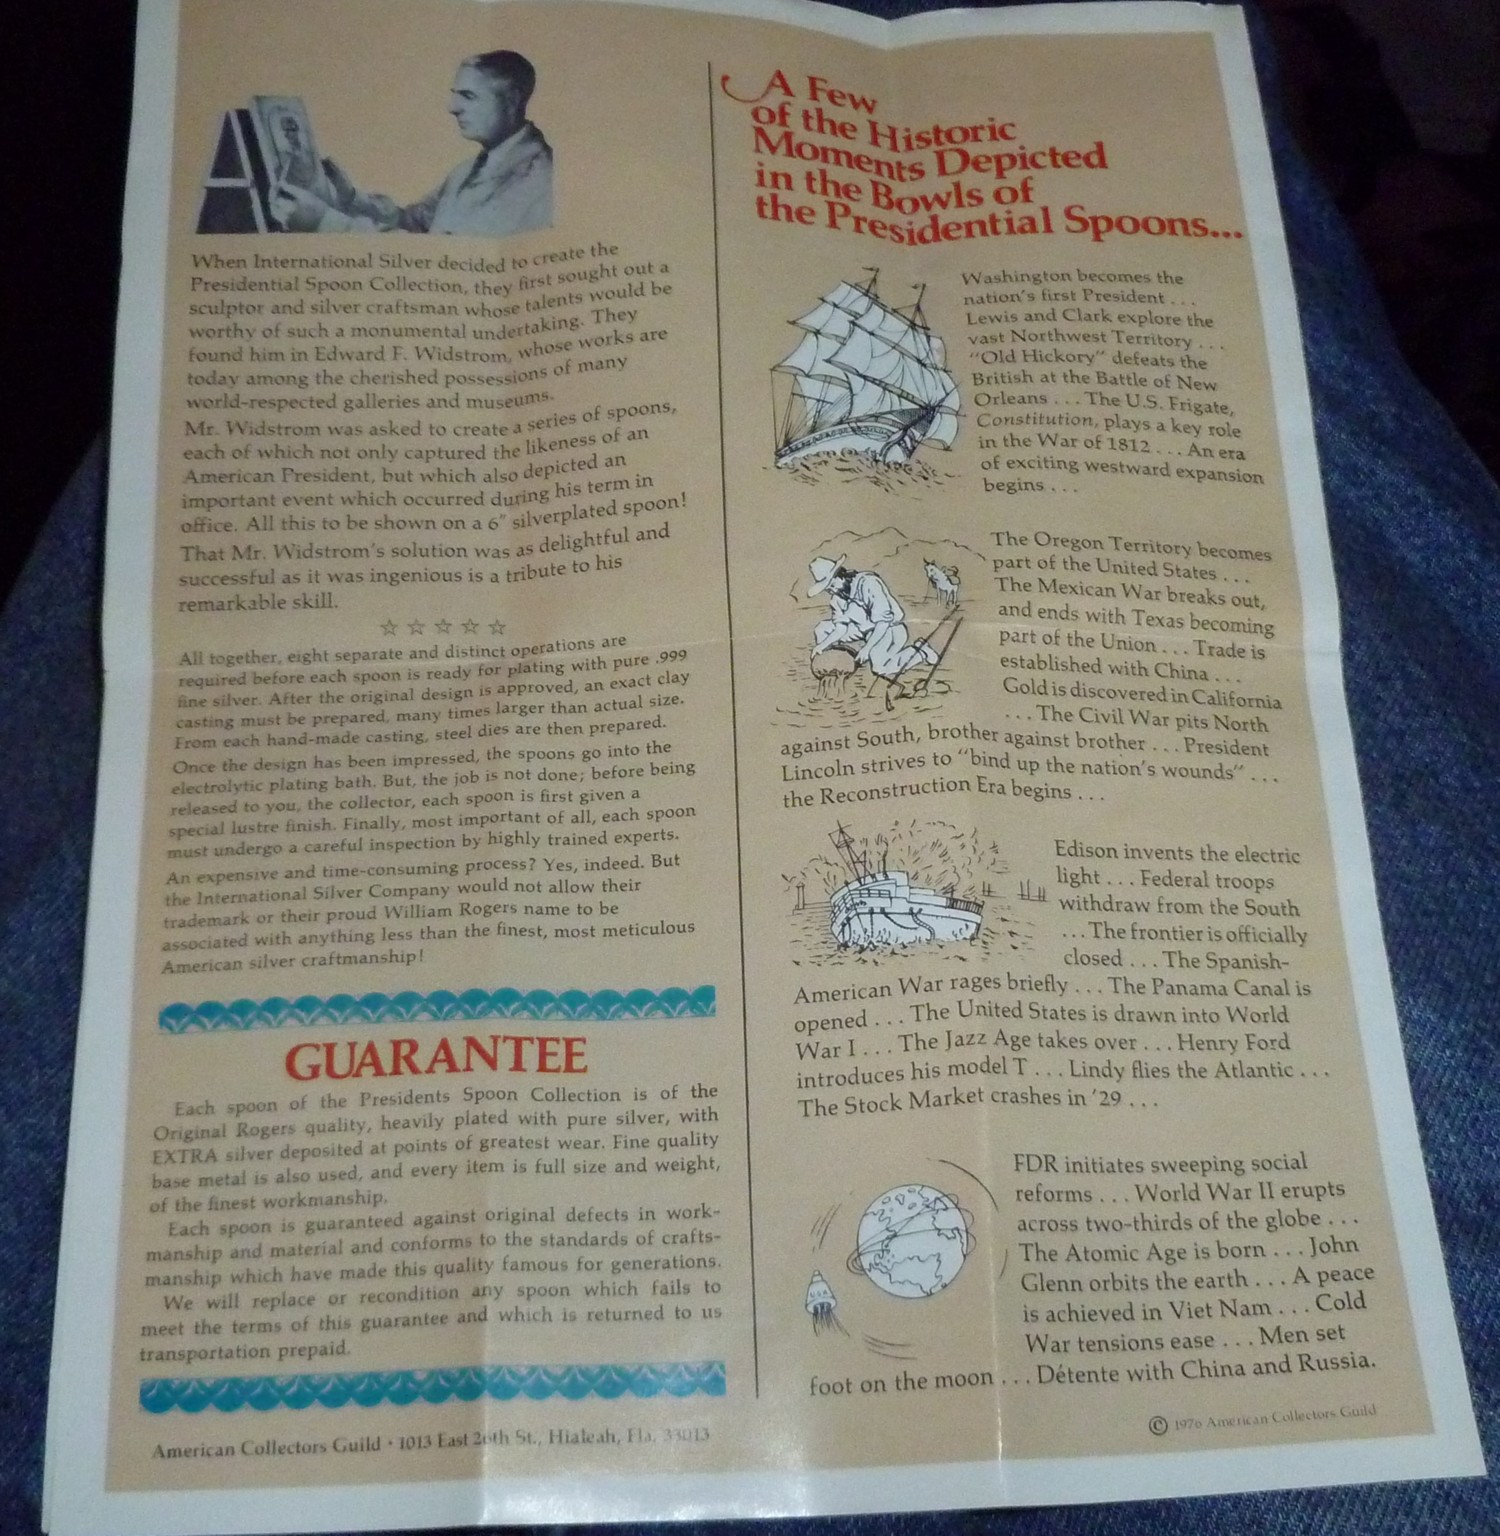 When International Silver decided to create the
Presidential Spoon Collection, they first sought out a
sculptor and silver craftsman whose talents would be
worthy of such a monumental undertaking. They
found him in Edward F. Widstrom, whose works are
today among the cherished possessions of many
world-respected galleries and museums.
Mr. Widstrom was asked to create a series of spoons,
each of which not only captured the likeness of an
American President, but which also depicted an
important event which occurred during his term in
office. All this to be shown on a 6" silverplated spoon!
That Mr. Widstrom's solution was as delightful and
successful as it was ingenious is a tribute to his
remarkable skill.
☆ ☆ ☆ ☆ ☆
All together, eight separate and distinct operations are
required before each spoon is ready for plating with pure .999
fine silver. After the original design is approved, an exact clay
casting must be prepared, many times larger than actual size.
From each hand-made casting, steel dies are then prepared.
Once the design has been impressed, the spoons go into the
electrolytic plating bath. But, the job is not done; before being
released to you, the collector, each spoon is first given a
special lustre finish. Finally, most important of all, each spoon
must undergo a careful inspection by highly trained experts.
An expensive and time-consuming process? Yes, indeed. But
the International Silver Company would not allow their
trademark or their proud William Rogers name to be
associated with anything less than the finest, most meticulous
American silver craftmanship!
GUARANTEE
Each spoon of the Presidents Spoon Collection is of the
Original Rogers quality, heavily plated with pure silver, with
EXTRA silver deposited at points of greatest wear. Fine quality
base metal is also used, and every item is full size and weight,
of the finest workmanship.
Each spoon is guaranteed against original defects in work-
manship and material and conforms to the standards of crafts-
manship which have made this quality famous for generations.
We will replace or recondition any spoon which fails to
meet the terms of this guarantee and which is returned to us
transportation prepaid.
American Collectors Guild • 1013 East 26th St., Hialeah, Fla. 33013
A Few
of the Historic
Moments Depicted
in the Bowls of
the Presidential Spoons...
Washington becomes the
nation's first President . . .
Lewis and Clark explore the
vast Northwest Territory . . .
"Old Hickory" defeats the
British at the Battle of New
Orleans . . . The U.S. Frigate,
Constitution, plays a key role
in the War of 1812 . . . An era
of exciting westward expansion
begins . . .
The Oregon Territory becomes
part of the United States . . .
The Mexican War breaks out,
and ends with Texas becoming
part of the Union . . . Trade is
established with China . . .
Gold is discovered in California
. . . The Civil War pits North
against South, brother against brother . . . President
Lincoln strives to "bind up the nation's wounds" . . .
the Reconstruction Era begins . . .
Edison invents the electric
light . . . Federal troops
withdraw from the South
. . . The frontier is officially
closed . . . The Spanish-
American War rages briefly . . . The Panama Canal is
opened . . . The United States is drawn into World
War I . . . The Jazz Age takes over . . . Henry Ford
introduces his model T . . . Lindy flies the Atlantic . . .
The Stock Market crashes in '29 . . .
FDR initiates sweeping social
reforms . . . World War II erupts
across two-thirds of the globe . . .
The Atomic Age is born . . . John
Glenn orbits the earth . . . A peace
is achieved in Viet Nam . . . Cold
War tensions ease . . . Men set
foot on the moon . . . Détente with China and Russia.
© 1976 American Collectors Guild